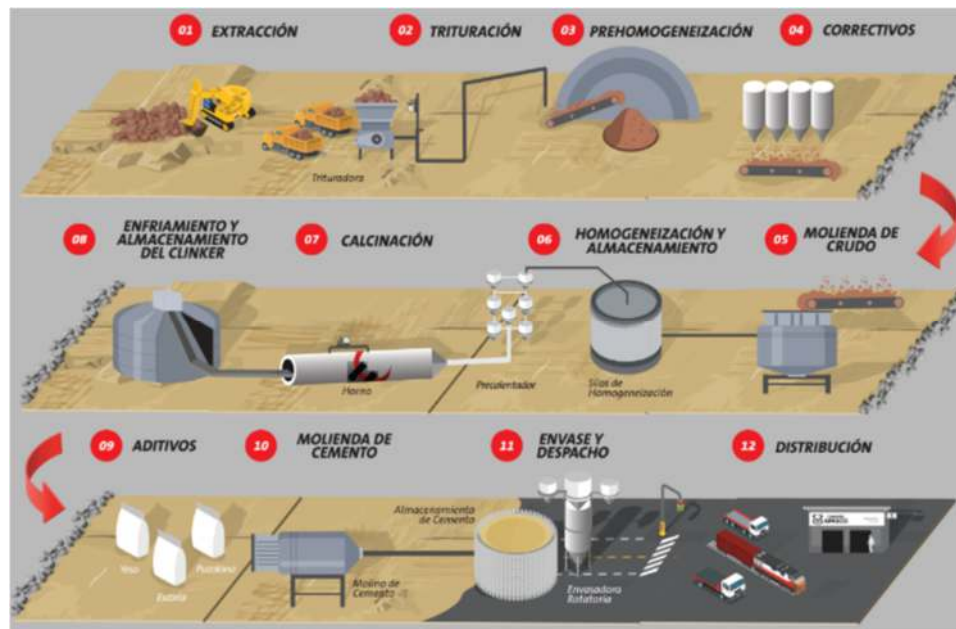 01 EXTRACCIÓN
02 TRITURACIÓN
03 PREHOMOGENEIZACIÓN
04 CORRECTIVOS
Trituradora
08 ENFRIAMIENTO Y
ALMACENAMIENTO
DEL CLINKER
07 CALCINACIÓN
06 HOMOGENEIZACIÓN Y
ALMACENAMIENTO
05 MOLIENDA DE
CRUDO
Horno
Precalentador
Silos de
Homogeneización
09 ADITIVOS
10 MOLIENDA DE
CEMENTO
11 ENVASE Y
DESPACHO
12 DISTRIBUCIÓN
Almacenamiento
de Cemento
Yeso
Puzolana
Escoria
Molino de
Cemento
Envasadora
Rotatoria